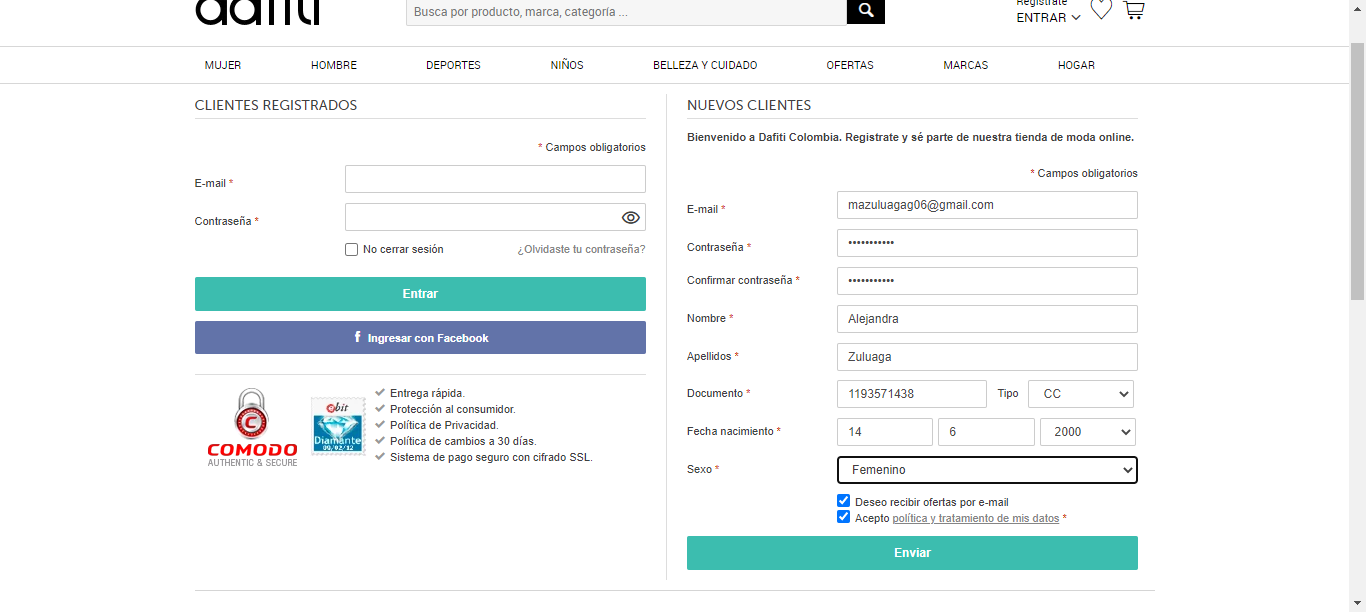 dafiti
Busca por producto, marca, categoría ...
Regístrate
ENTRAR
MUJER HOMBRE DEPORTES NIÑOS BELLEZA Y CUIDADO OFERTAS MARCAS HOGAR
CLIENTES REGISTRADOS
* Campos obligatorios
E-mail *
Contraseña *
No cerrar sesión ¿Olvidaste tu contraseña?
Entrar
f Ingresar con Facebook
C
COMODO
AUTHENTIC & SECURE
ebit
Diamante
09/02/12
Entrega rápida.
Protección al consumidor.
Política de Privacidad.
Política de cambios a 30 días.
Sistema de pago seguro con cifrado SSL.
NUEVOS CLIENTES
Bienvenido a Dafiti Colombia. Registrate y sé parte de nuestra tienda de moda online.
* Campos obligatorios
E-mail * mazuluagag06@gmail.com
Contraseña * •••••••••••
Confirmar contraseña * •••••••••••
Nombre * Alejandra
Apellidos * Zuluaga
Documento * 1193571438 Tipo CC
Fecha nacimiento * 14 6 2000
Sexo * Femenino
Deseo recibir ofertas por e-mail
Acepto política y tratamiento de mis datos *
Enviar